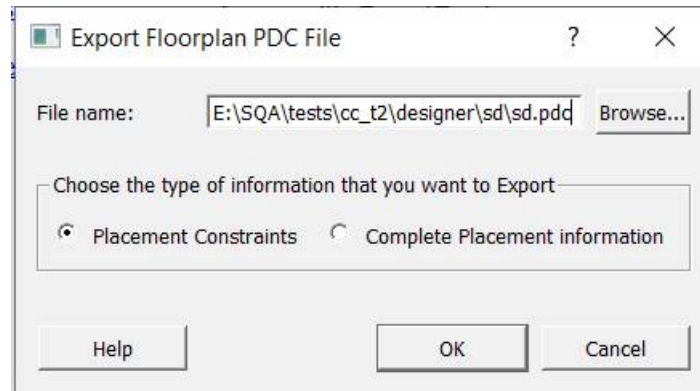 Export Floorplan PDC File ?
File name: E:\SQA\tests\cc_t2\designer\sd\sd.pdc Browse...
Choose the type of information that you want to Export
Placement Constraints Complete Placement information
Help OK Cancel